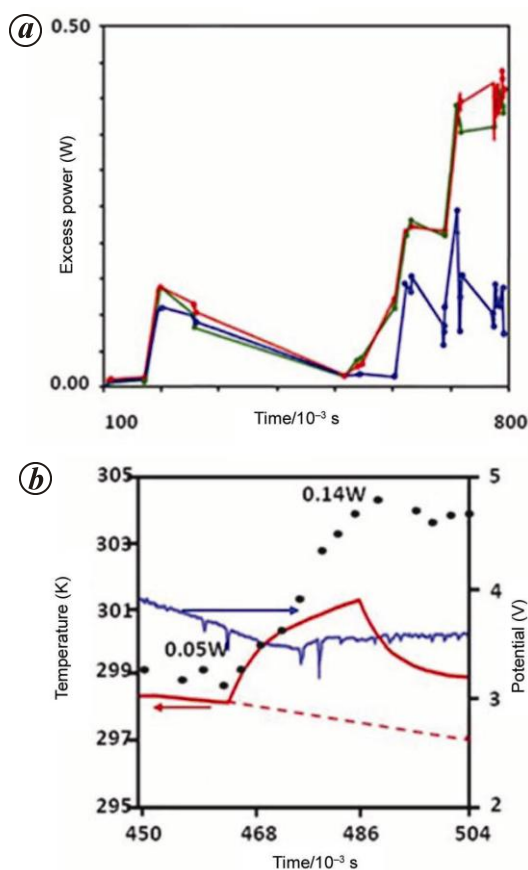 a
0.50
Excess power (W)
0.00
100
Time/10⁻³ s
800
b
305
5
0.14W
303
4
301
Temperature (K)
Potential (V)
0.05W
299
3
297
295
2
450
468
486
504
Time/10⁻³ s